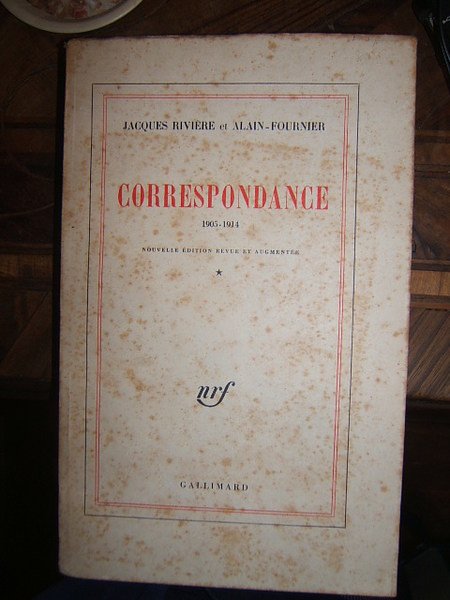 JACQUES RIVIÈRE et ALAIN-FOURNIER
CORRESPONDANCE
1905-1914
NOUVELLE ÉDITION REVUE ET AUGMENTÉE
*
nrf
GALLIMARD